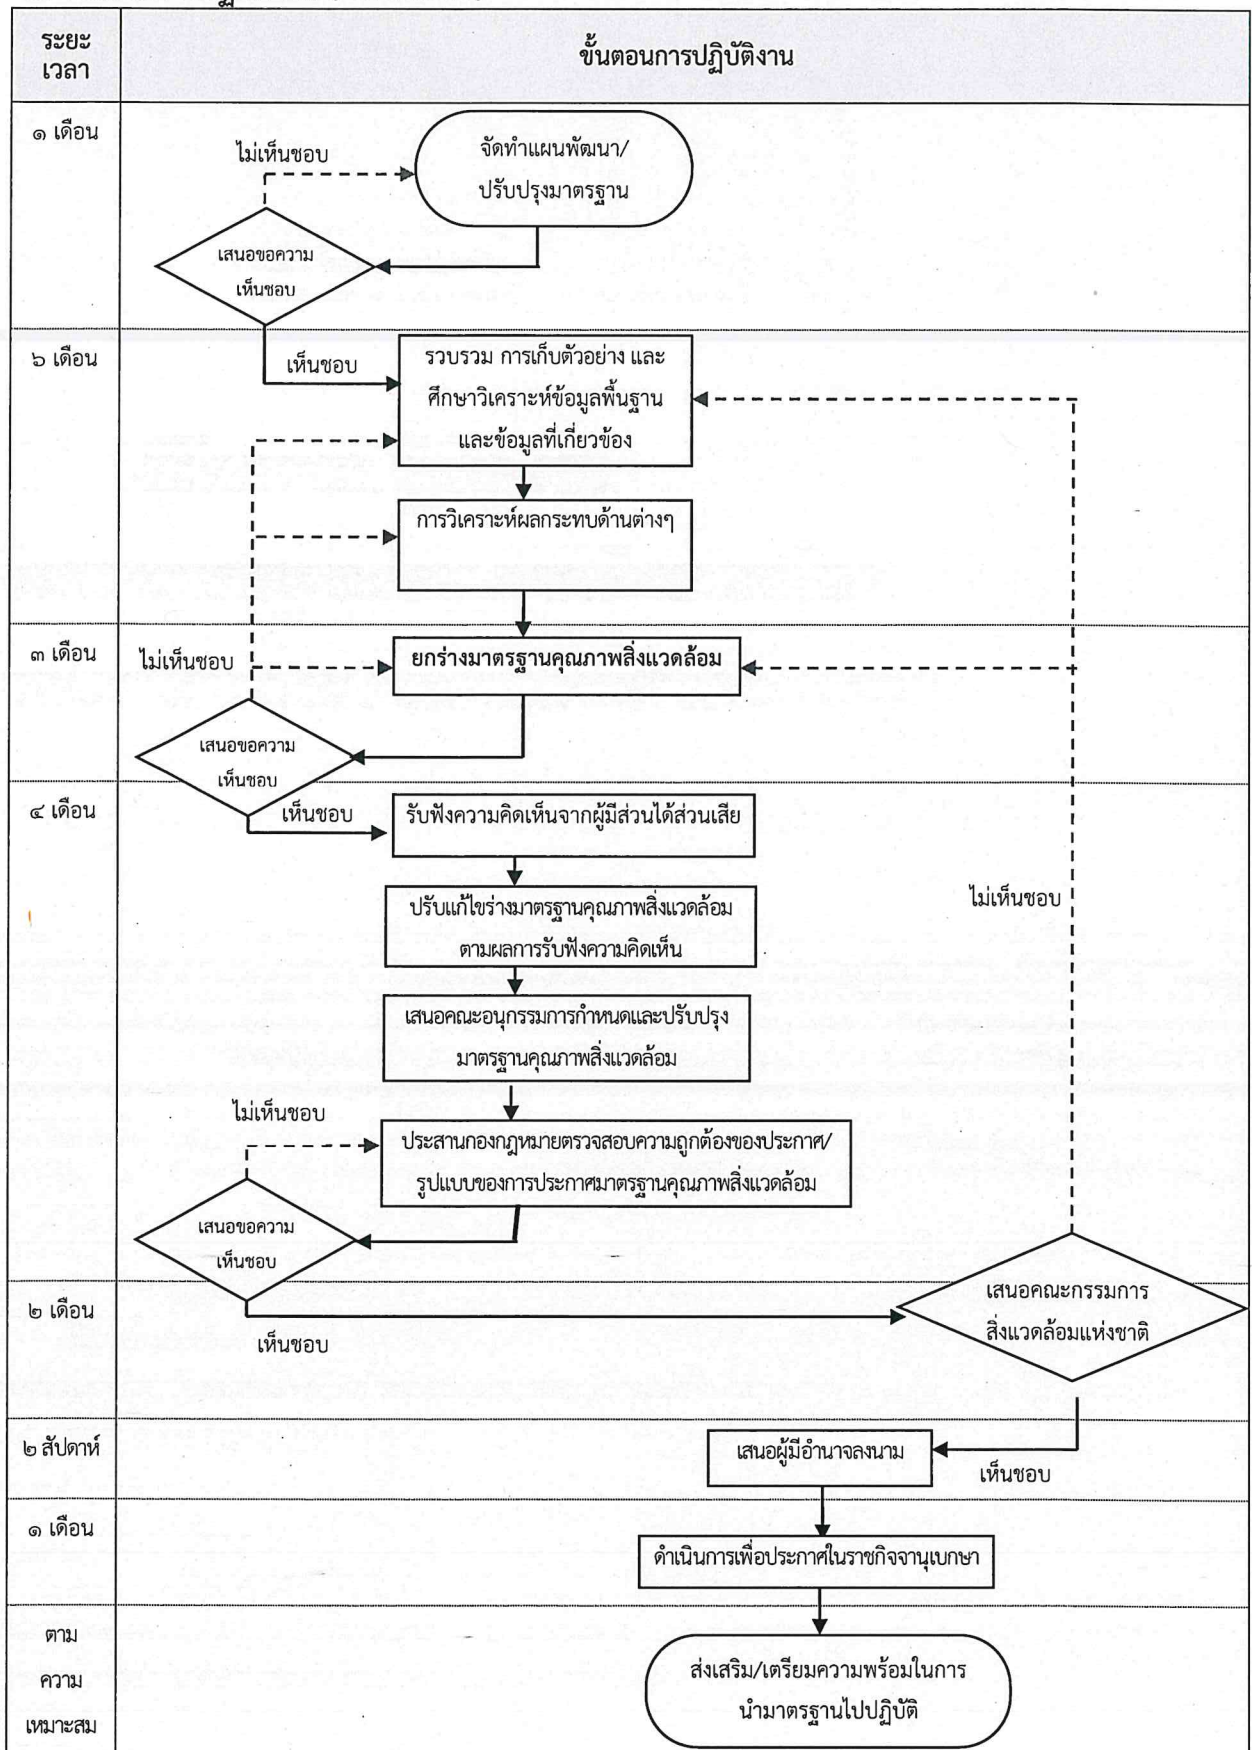 ระยะ
เวลา
ขั้นตอนการปฏิบัติงาน
๑ เดือน
ไม่เห็นชอบ
จัดทำแผนพัฒนา/
ปรับปรุงมาตรฐาน
เสนอขอความ
เห็นชอบ
๖ เดือน
เห็นชอบ
รวบรวม การเก็บตัวอย่าง และ
ศึกษาวิเคราะห์ข้อมูลพื้นฐาน
และข้อมูลที่เกี่ยวข้อง
การวิเคราะห์ผลกระทบด้านต่างๆ
๓ เดือน
ไม่เห็นชอบ
ยกร่างมาตรฐานคุณภาพสิ่งแวดล้อม
เสนอขอความ
เห็นชอบ
๔ เดือน
เห็นชอบ
รับฟังความคิดเห็นจากผู้มีส่วนได้ส่วนเสีย
ปรับแก้ไขร่างมาตรฐานคุณภาพสิ่งแวดล้อม
ตามผลการรับฟังความคิดเห็น
ไม่เห็นชอบ
เสนอคณะอนุกรรมการกำหนดและปรับปรุง
มาตรฐานคุณภาพสิ่งแวดล้อม
ไม่เห็นชอบ
ประสานกองกฎหมายตรวจสอบความถูกต้องของประกาศ/
รูปแบบของการประกาศมาตรฐานคุณภาพสิ่งแวดล้อม
เสนอขอความ
เห็นชอบ
๒ เดือน
เห็นชอบ
เสนอคณะกรรมการ
สิ่งแวดล้อมแห่งชาติ
๒ สัปดาห์
เสนอผู้มีอำนาจลงนาม
เห็นชอบ
๑ เดือน
ดำเนินการเพื่อประกาศในราชกิจจานุเบกษา
ตาม
ความ
เหมาะสม
ส่งเสริม/เตรียมความพร้อมในการ
นำมาตรฐานไปปฏิบัติ